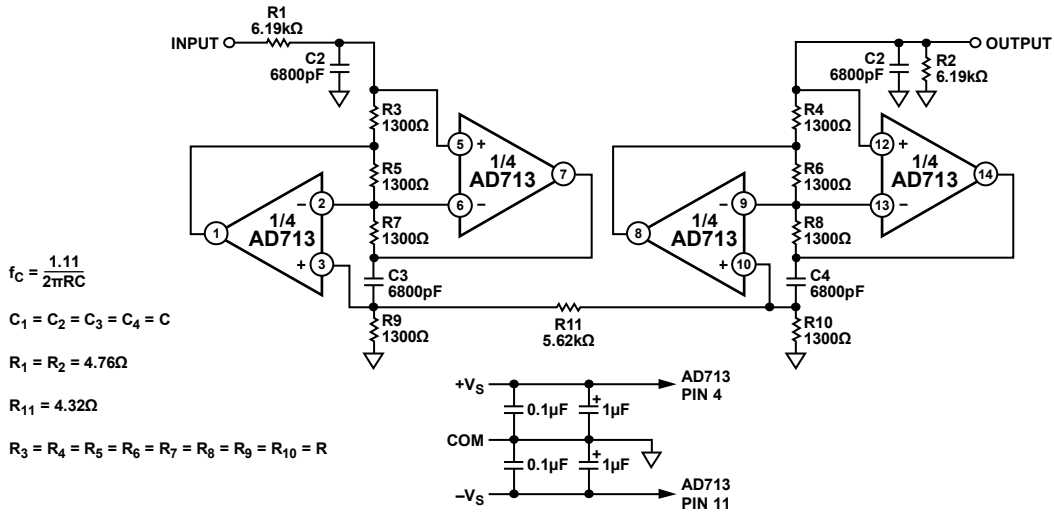 R1
6.19kΩ
INPUT
C2
6800pF
R3
1300Ω
5
+
1/4
AD713
7
R5
1300Ω
6
−
2
−
1/4
AD713
1
+
3
R7
1300Ω
C3
6800pF
R9
1300Ω
R11
5.62kΩ
OUTPUT
C2
6800pF
R2
6.19kΩ
R4
1300Ω
12
+
1/4
AD713
14
R6
1300Ω
13
−
9
−
1/4
AD713
8
+
10
R8
1300Ω
C4
6800pF
R10
1300Ω
fC = 1.11
2πRC
C1 = C2 = C3 = C4 = C
R1 = R2 = 4.76Ω
R11 = 4.32Ω
R3 = R4 = R5 = R6 = R7 = R8 = R9 = R10 = R
+VS
AD713
PIN 4
0.1µF
+
1µF
COM
0.1µF
+
1µF
−VS
AD713
PIN 11